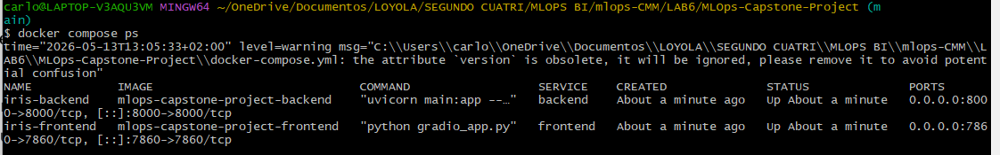 carlo@LAPTOP-V3AQU3VM MINGW64 ~/OneDrive/Documentos/LOYOLA/SEGUNDO CUATRI/MLOPS BI/mlops-CMM/LAB6/MLOps-Capstone-Project (m
ain)
$ docker compose ps
time="2026-05-13T13:05:33+02:00" level=warning msg="C:\\Users\\carlo\\OneDrive\\Documentos\\LOYOLA\\SEGUNDO CUATRI\\MLOPS BI\\mlops-CMM\\L
AB6\\MLOps-Capstone-Project\\docker-compose.yml: the attribute `version` is obsolete, it will be ignored, please remove it to avoid potent
ial confusion"
NAME IMAGE COMMAND SERVICE CREATED STATUS PORTS
iris-backend mlops-capstone-project-backend "uvicorn main:app --…" backend About a minute ago Up About a minute 0.0.0.0:800
0->8000/tcp, [::]:8000->8000/tcp
iris-frontend mlops-capstone-project-frontend "python gradio_app.py" frontend About a minute ago Up About a minute 0.0.0.0:786
0->7860/tcp, [::]:7860->7860/tcp